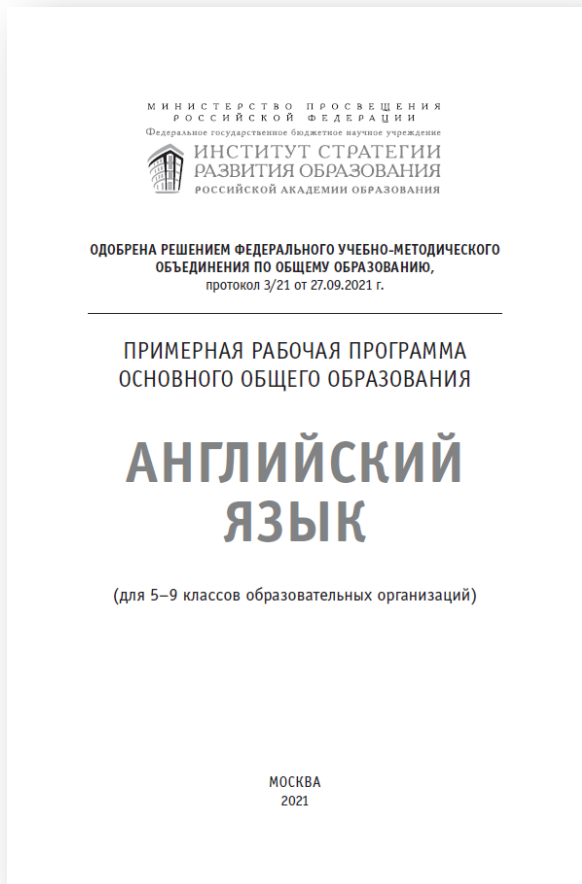 МИНИСТЕРСТВО ПРОСВЕЩЕНИЯ
РОССИЙСКОЙ ФЕДЕРАЦИИ
Федеральное государственное бюджетное научное учреждение
ИНСТИТУТ СТРАТЕГИИ
РАЗВИТИЯ ОБРАЗОВАНИЯ
РОССИЙСКОЙ АКАДЕМИИ ОБРАЗОВАНИЯ
ОДОБРЕНА РЕШЕНИЕМ ФЕДЕРАЛЬНОГО УЧЕБНО-МЕТОДИЧЕСКОГО
ОБЪЕДИНЕНИЯ ПО ОБЩЕМУ ОБРАЗОВАНИЮ,
протокол 3/21 от 27.09.2021 г.
ПРИМЕРНАЯ РАБОЧАЯ ПРОГРАММА
ОСНОВНОГО ОБЩЕГО ОБРАЗОВАНИЯ
АНГЛИЙСКИЙ
ЯЗЫК
(для 5–9 классов образовательных организаций)
МОСКВА
2021